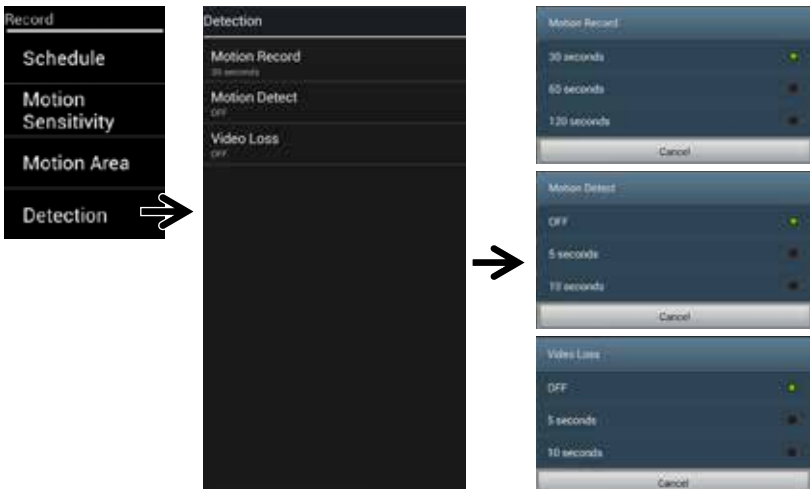 Record
Schedule
Motion
Sensitivity
Motion Area
Detection
Detection
Motion Record
30 seconds
Motion Detect
OFF
Video Loss
OFF
Motion Record
30 seconds
60 seconds
120 seconds
Cancel
Motion Detect
OFF
5 seconds
10 seconds
Cancel
Video Loss
OFF
5 seconds
10 seconds
Cancel